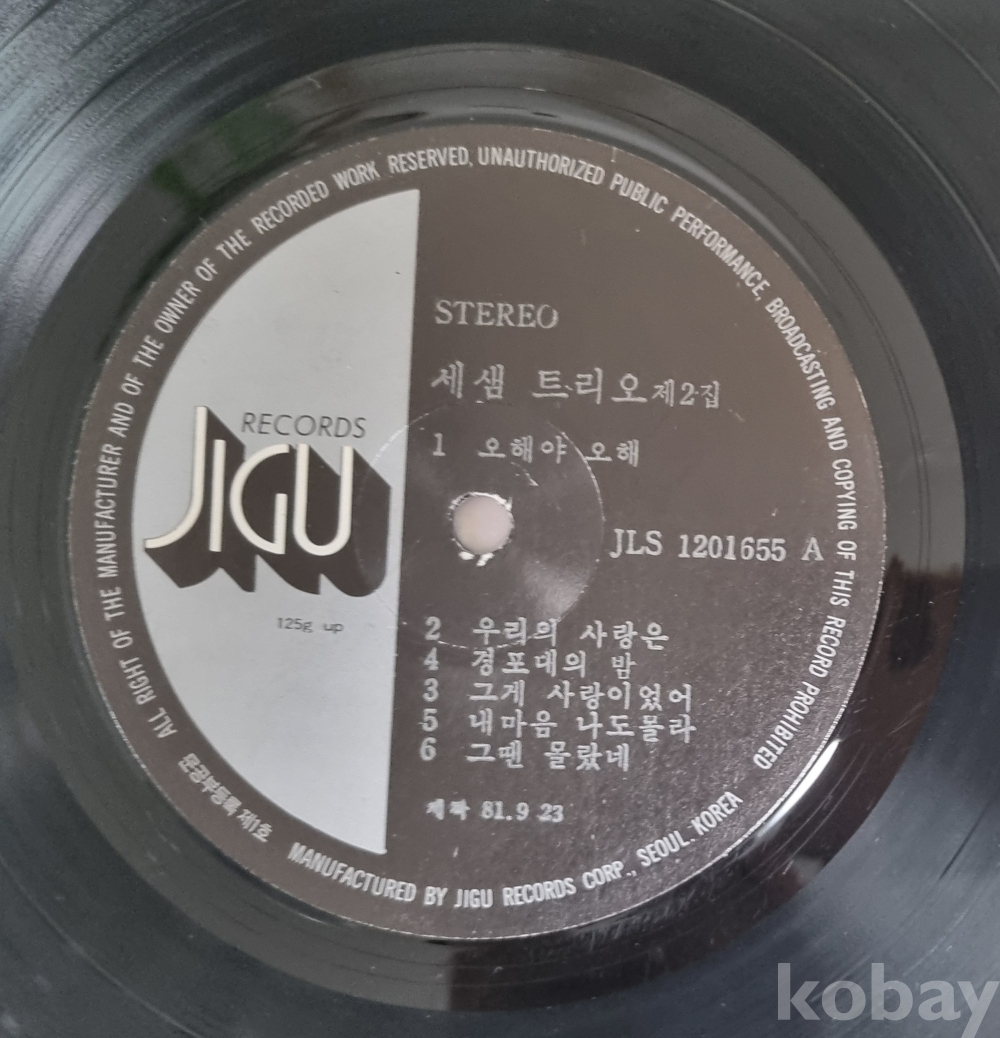 ALL RIGHT OF THE MANUFACTURER AND OF THE OWNER OF THE RECORDED WORK RESERVED, UNAUTHORIZED PUBLIC PERFORMANCE, BROADCASTING AND COPYING OF THIS RECORD PROHIBITED
STEREO
세샘 트·리오 제2·집
RECORDS
JIGU
1 오해야 오해
JLS 1201655 A
125g up
2 우리의 사랑은
4 경포대의 밤
3 그게 사랑이었어
5 내마음 나도몰라
6 그땐 몰랐네
제작 81.9 23
문공부등록 제1호
MANUFACTURED BY JIGU RECORDS CORP., SEOUL. KOREA
kobay